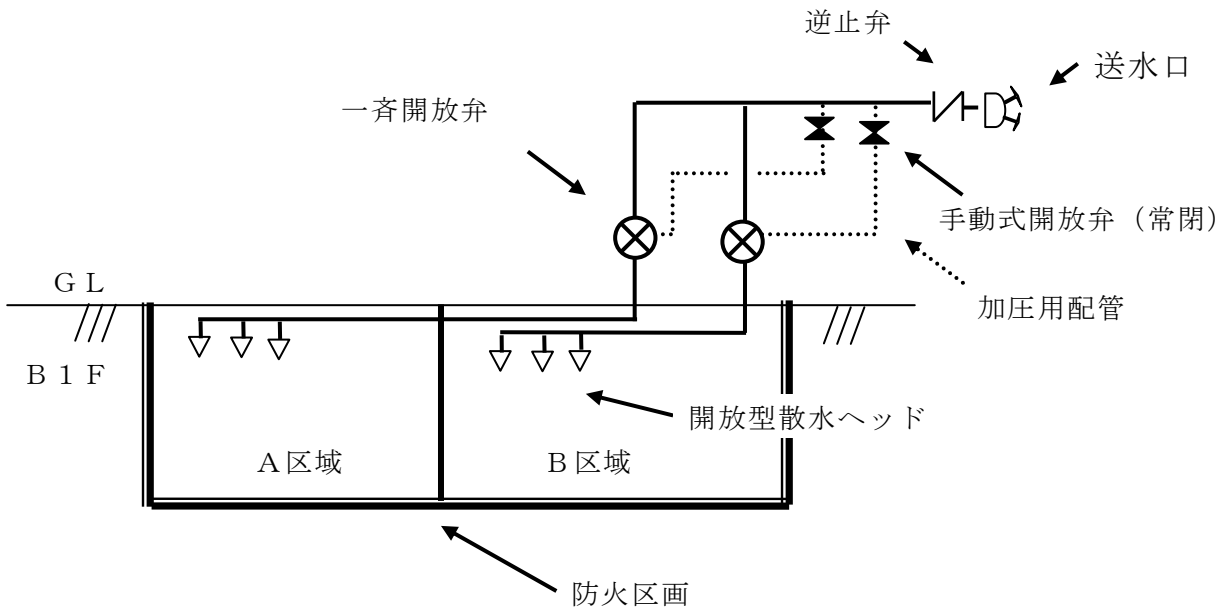 逆止弁
送水口
一斉開放弁
手動式開放弁（常閉）
GL
加圧用配管
B1F
開放型散水ヘッド
A区域
B区域
防火区画